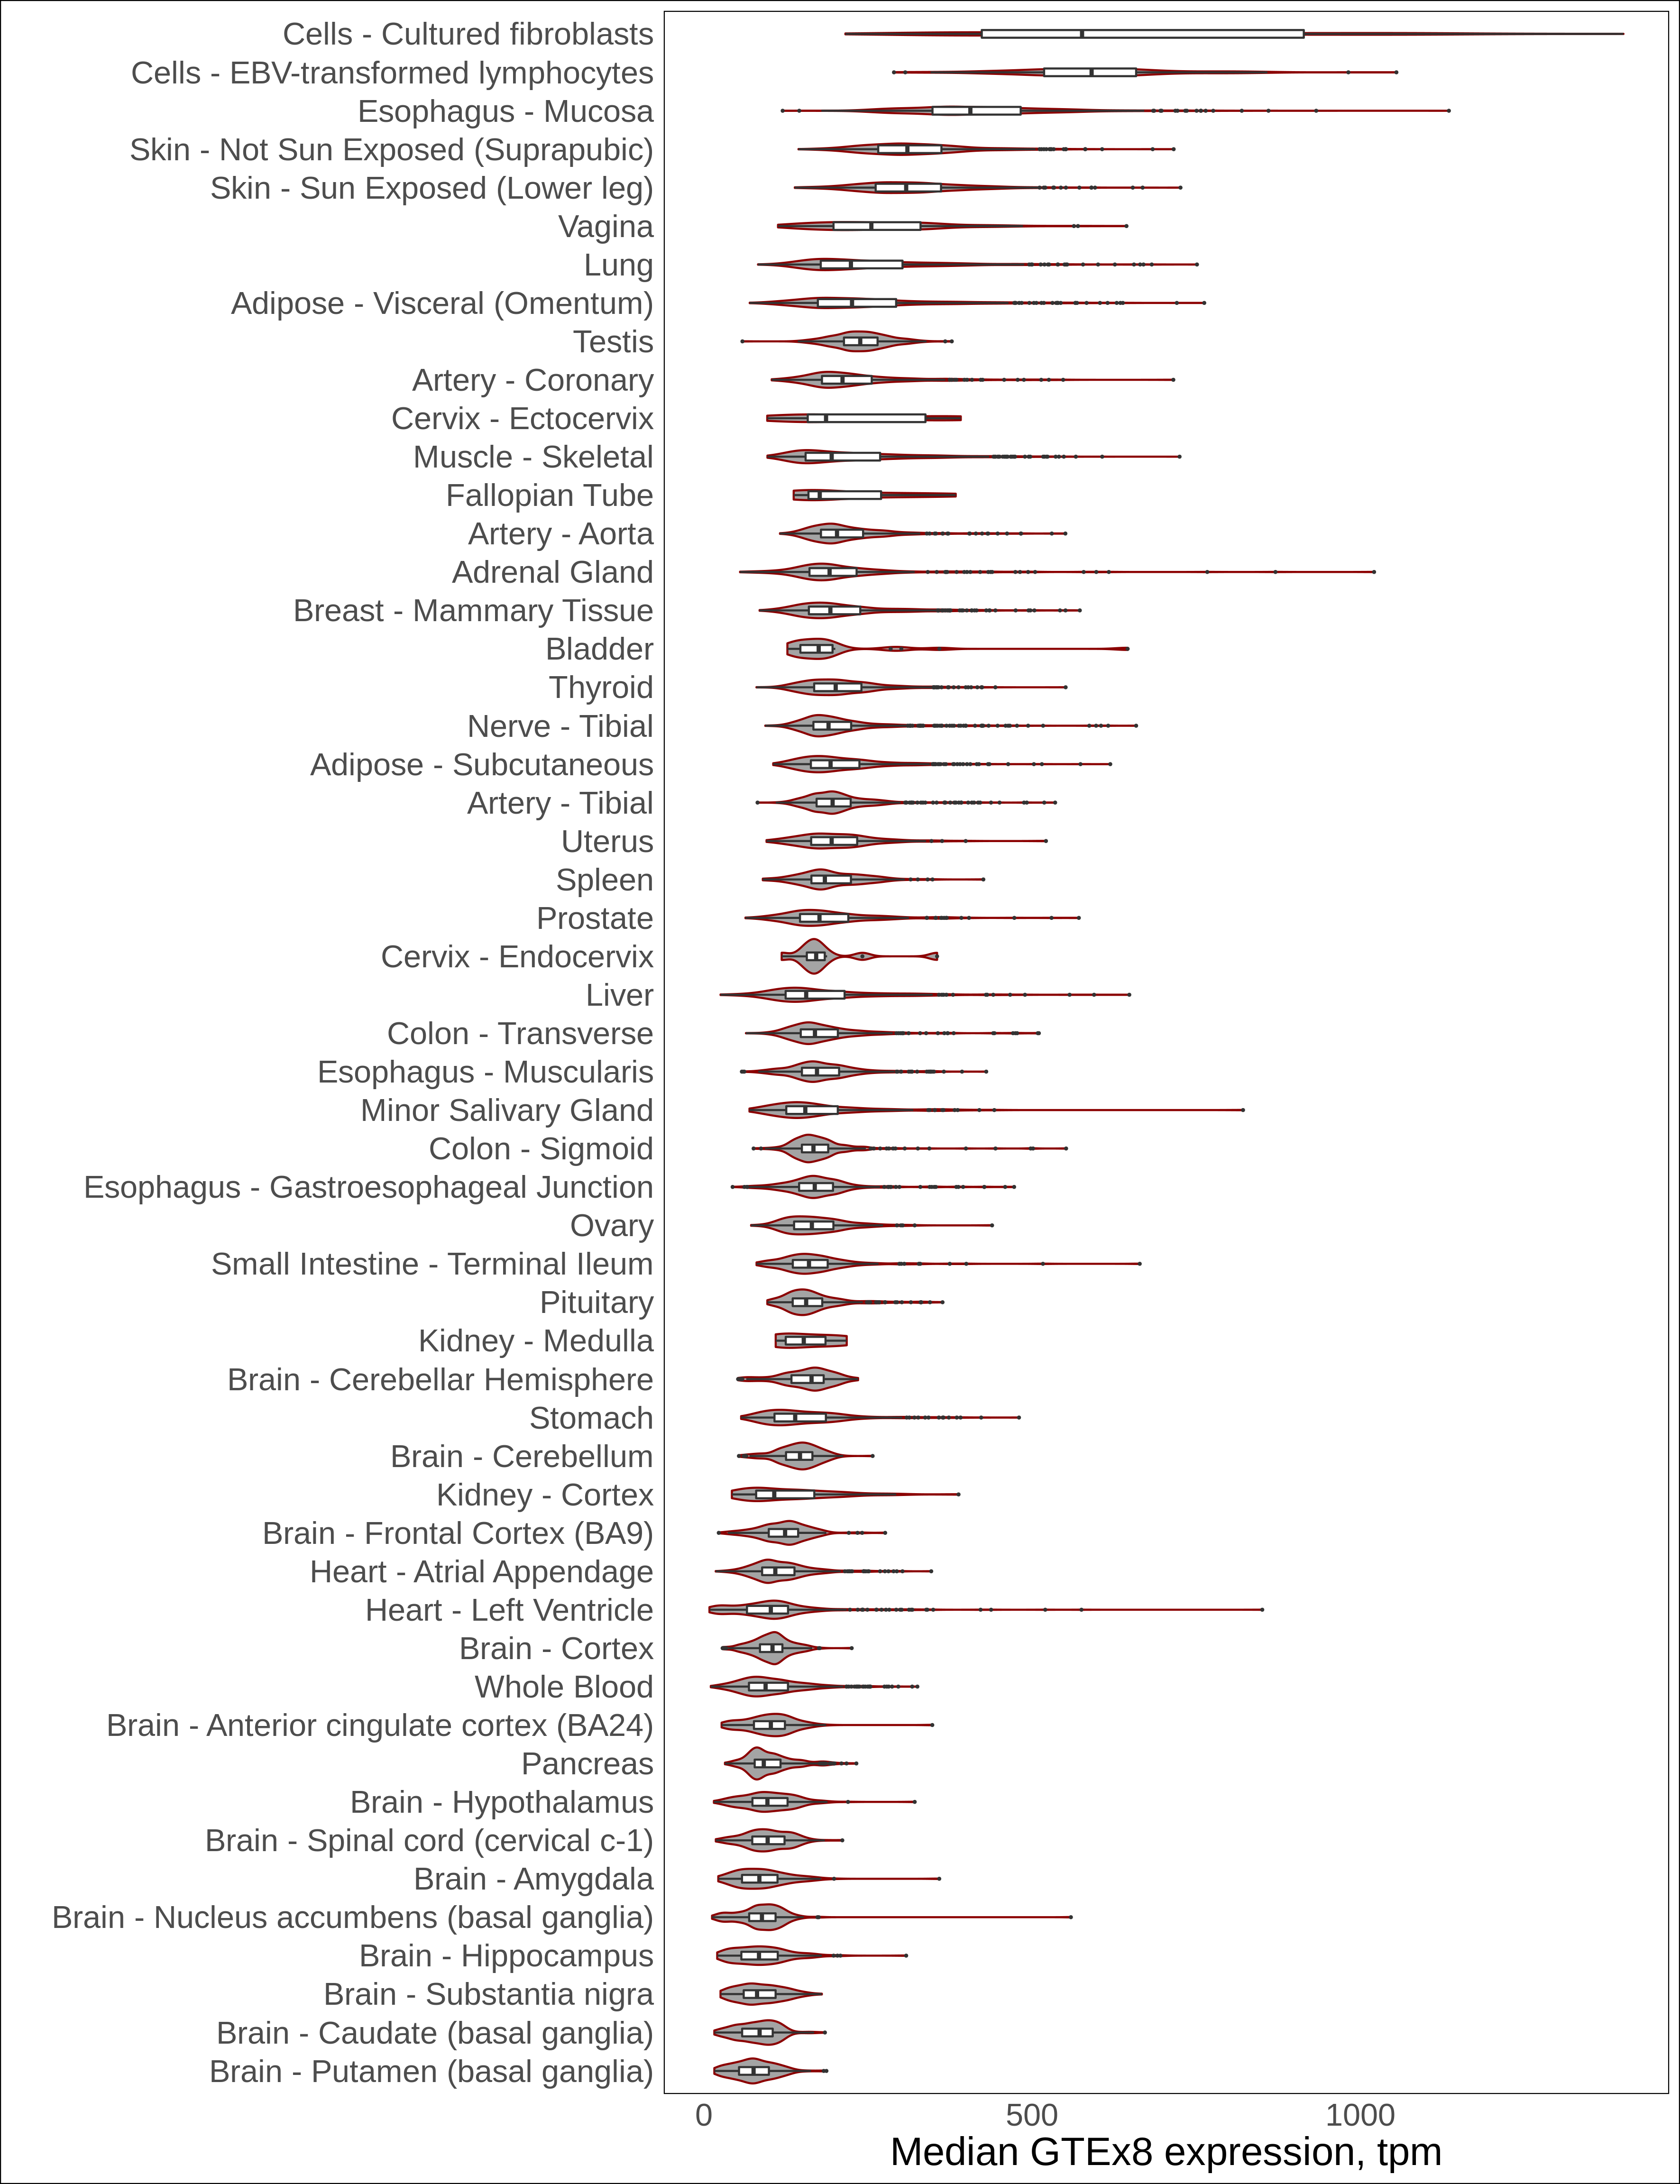 Cells - Cultured fibroblasts
Cells - EBV-transformed lymphocytes
Esophagus - Mucosa
Skin - Not Sun Exposed (Suprapubic)
Skin - Sun Exposed (Lower leg)
Vagina
Lung
Adipose - Visceral (Omentum)
Testis
Artery - Coronary
Cervix - Ectocervix
Muscle - Skeletal
Fallopian Tube
Artery - Aorta
Adrenal Gland
Breast - Mammary Tissue
Bladder
Thyroid
Nerve - Tibial
Adipose - Subcutaneous
Artery - Tibial
Uterus
Spleen
Prostate
Cervix - Endocervix
Liver
Colon - Transverse
Esophagus - Muscularis
Minor Salivary Gland
Colon - Sigmoid
Esophagus - Gastroesophageal Junction
Ovary
Small Intestine - Terminal Ileum
Pituitary
Kidney - Medulla
Brain - Cerebellar Hemisphere
Stomach
Brain - Cerebellum
Kidney - Cortex
Brain - Frontal Cortex (BA9)
Heart - Atrial Appendage
Heart - Left Ventricle
Brain - Cortex
Whole Blood
Brain - Anterior cingulate cortex (BA24)
Pancreas
Brain - Hypothalamus
Brain - Spinal cord (cervical c-1)
Brain - Amygdala
Brain - Nucleus accumbens (basal ganglia)
Brain - Hippocampus
Brain - Substantia nigra
Brain - Caudate (basal ganglia)
Brain - Putamen (basal ganglia)
0 500 1000
Median GTEx8 expression, tpm